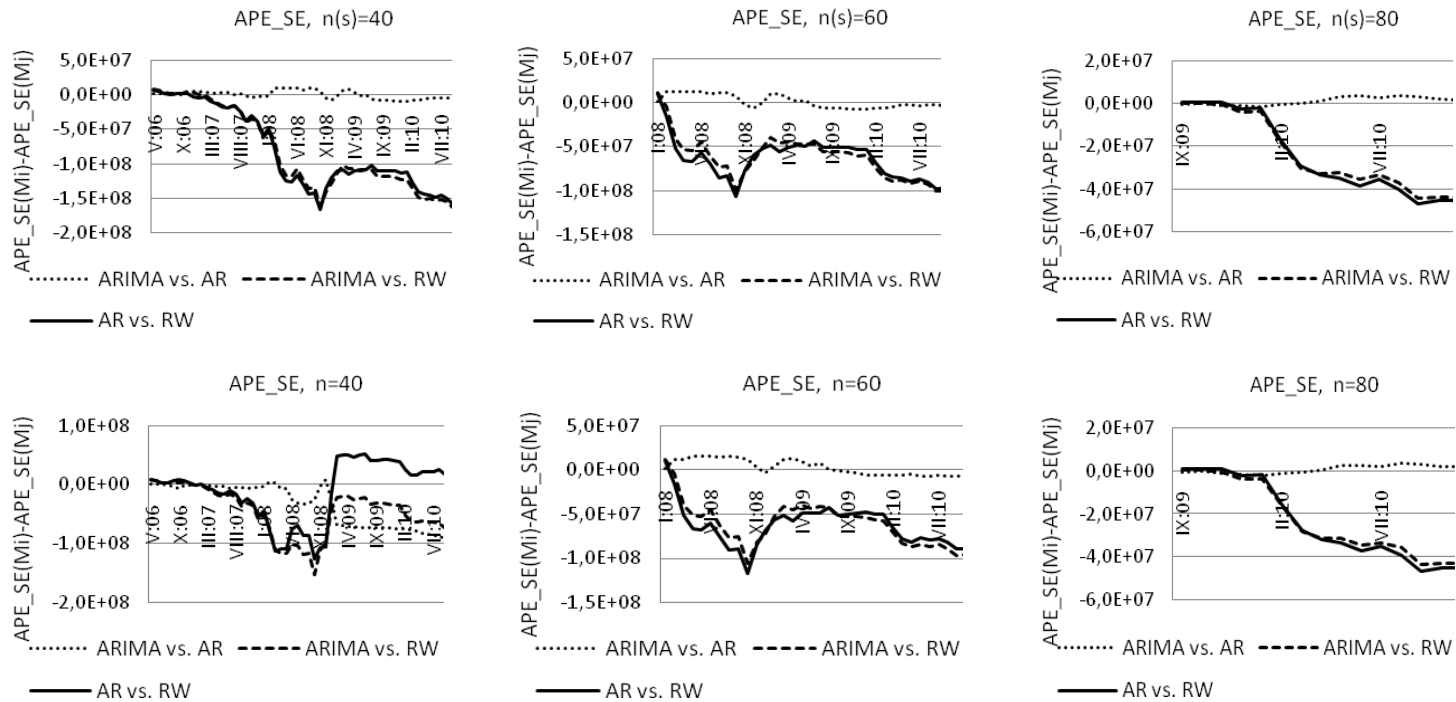 APE_SE, n(s)=40
APE_SE(Mi)-APE_SE(Mj)
5,0E+07
0,0E+00
-5,0E+07
-1,0E+08
-1,5E+08
-2,0E+08
V:06
X:06
III:07
VIII:07
I:08
VI:08
XI:08
IV:09
IX:09
II:10
VII:10
ARIMA vs. AR
ARIMA vs. RW
AR vs. RW
APE_SE, n(s)=60
APE_SE(Mi)-APE_SE(Mj)
5,0E+07
0,0E+00
-5,0E+07
-1,0E+08
-1,5E+08
I:08
VI:08
XI:08
IV:09
IX:09
II:10
VII:10
ARIMA vs. AR
ARIMA vs. RW
AR vs. RW
APE_SE, n(s)=80
APE_SE(Mi)-APE_SE(Mj)
2,0E+07
0,0E+00
-2,0E+07
-4,0E+07
-6,0E+07
IX:09
II:10
VII:10
ARIMA vs. AR
ARIMA vs. RW
AR vs. RW
APE_SE, n=40
APE_SE(Mi)-APE_SE(Mj)
1,0E+08
0,0E+00
-1,0E+08
-2,0E+08
V:06
X:06
III:07
VIII:07
I:08
VI:08
XI:08
IV:09
IX:09
II:10
VII:10
ARIMA vs. AR
ARIMA vs. RW
AR vs. RW
APE_SE, n=60
APE_SE(Mi)-APE_SE(Mj)
5,0E+07
0,0E+00
-5,0E+07
-1,0E+08
-1,5E+08
I:08
VI:08
XI:08
IV:09
IX:09
II:10
VII:10
ARIMA vs. AR
ARIMA vs. RW
AR vs. RW
APE_SE, n=80
APE_SE(Mi)-APE_SE(Mj)
2,0E+07
0,0E+00
-2,0E+07
-4,0E+07
-6,0E+07
IX:09
II:10
VII:10
ARIMA vs. AR
ARIMA vs. RW
AR vs. RW